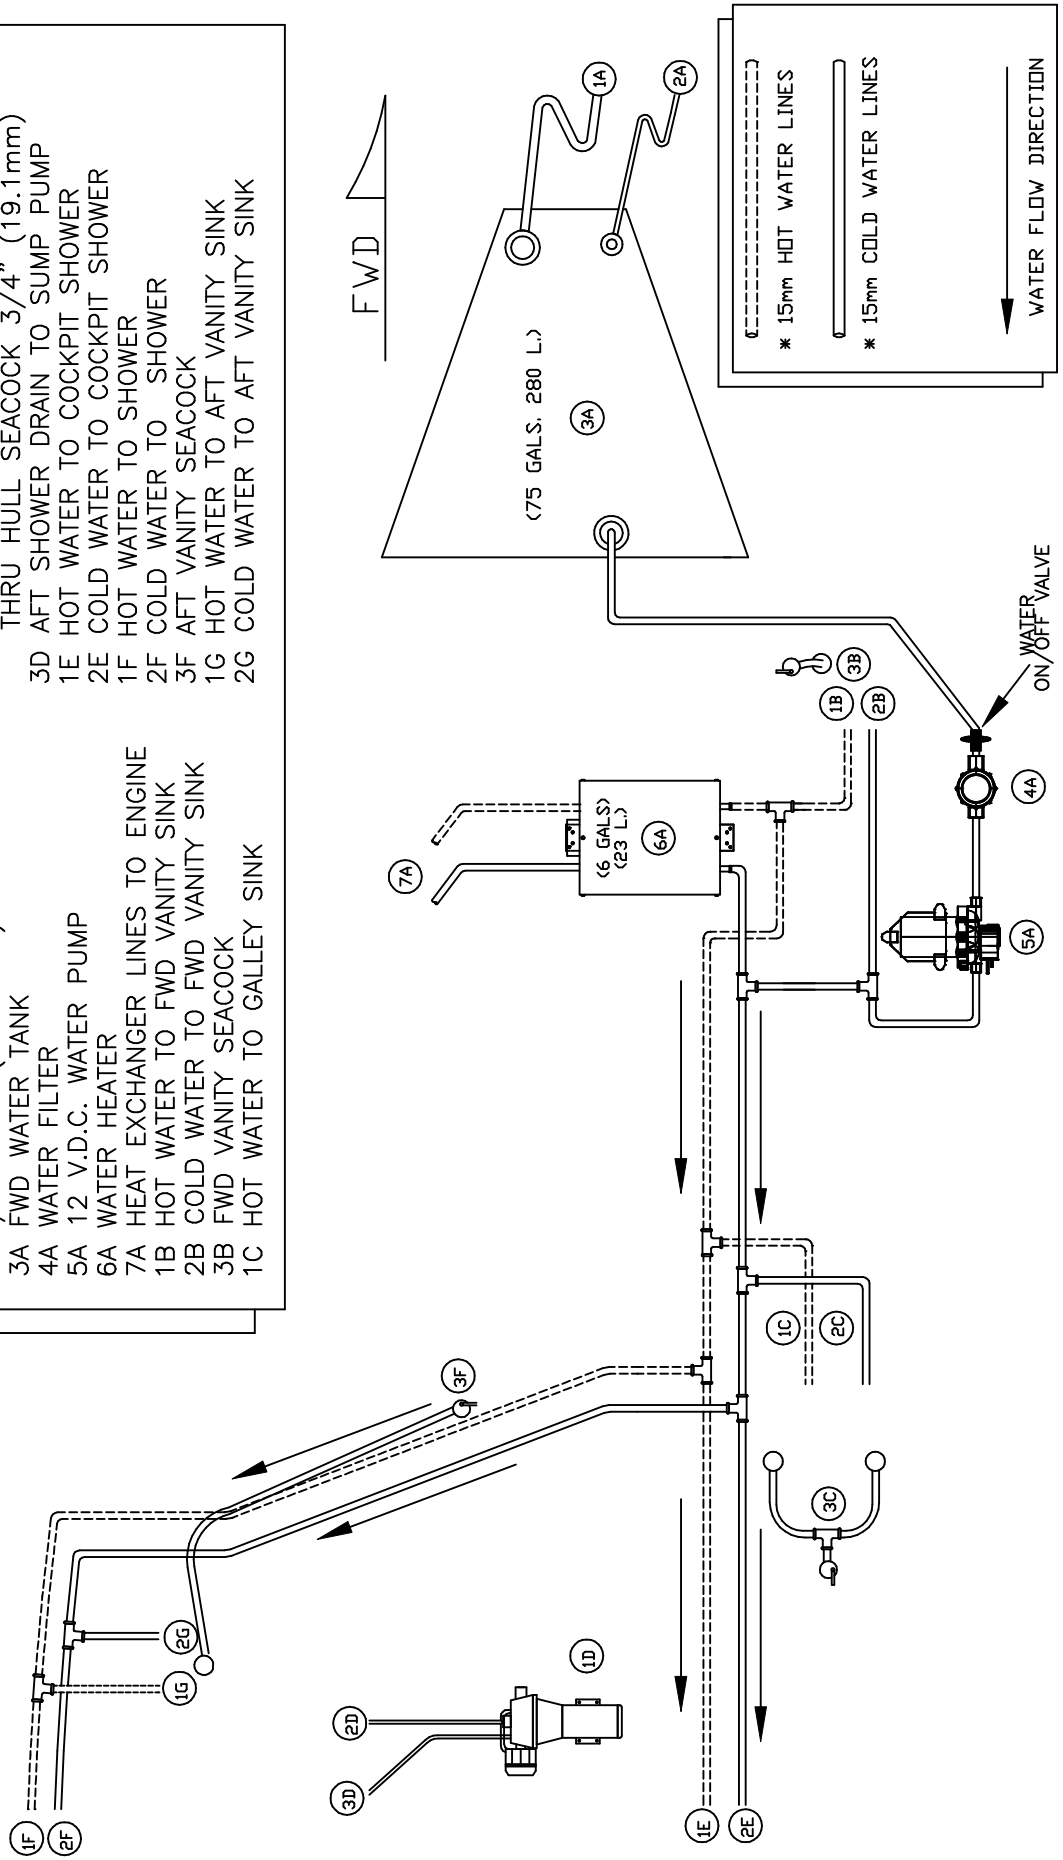 3A FWD WATER TANK
4A WATER FILTER
5A 12 V.D.C. WATER PUMP
6A WATER HEATER
7A HEAT EXCHANGER LINES TO ENGINE
1B HOT WATER TO FWD VANITY SINK
2B COLD WATER TO FWD VANITY SINK
3B FWD VANITY SEACOCK
1C HOT WATER TO GALLEY SINK
THRU HULL SEACOCK 3/4" (19.1mm)
3D AFT SHOWER DRAIN TO SUMP PUMP
1E HOT WATER TO COCKPIT SHOWER
2E COLD WATER TO COCKPIT SHOWER
1F HOT WATER TO SHOWER
2F COLD WATER TO SHOWER
3F AFT VANITY SEACOCK
1G HOT WATER TO AFT VANITY SINK
2G COLD WATER TO AFT VANITY SINK
FWD
1A
2A
(75 GALS. 280 L.)
3A
* 15mm HOT WATER LINES
* 15mm COLD WATER LINES
WATER FLOW DIRECTION
WATER
ON/OFF VALVE
7A
(6 GALS)
(23 L.)
6A
1B
2B
3B
4A
5A
1C
2C
3C
3F
1F
2F
1G
2G
2D
3D
1D
1E
2E